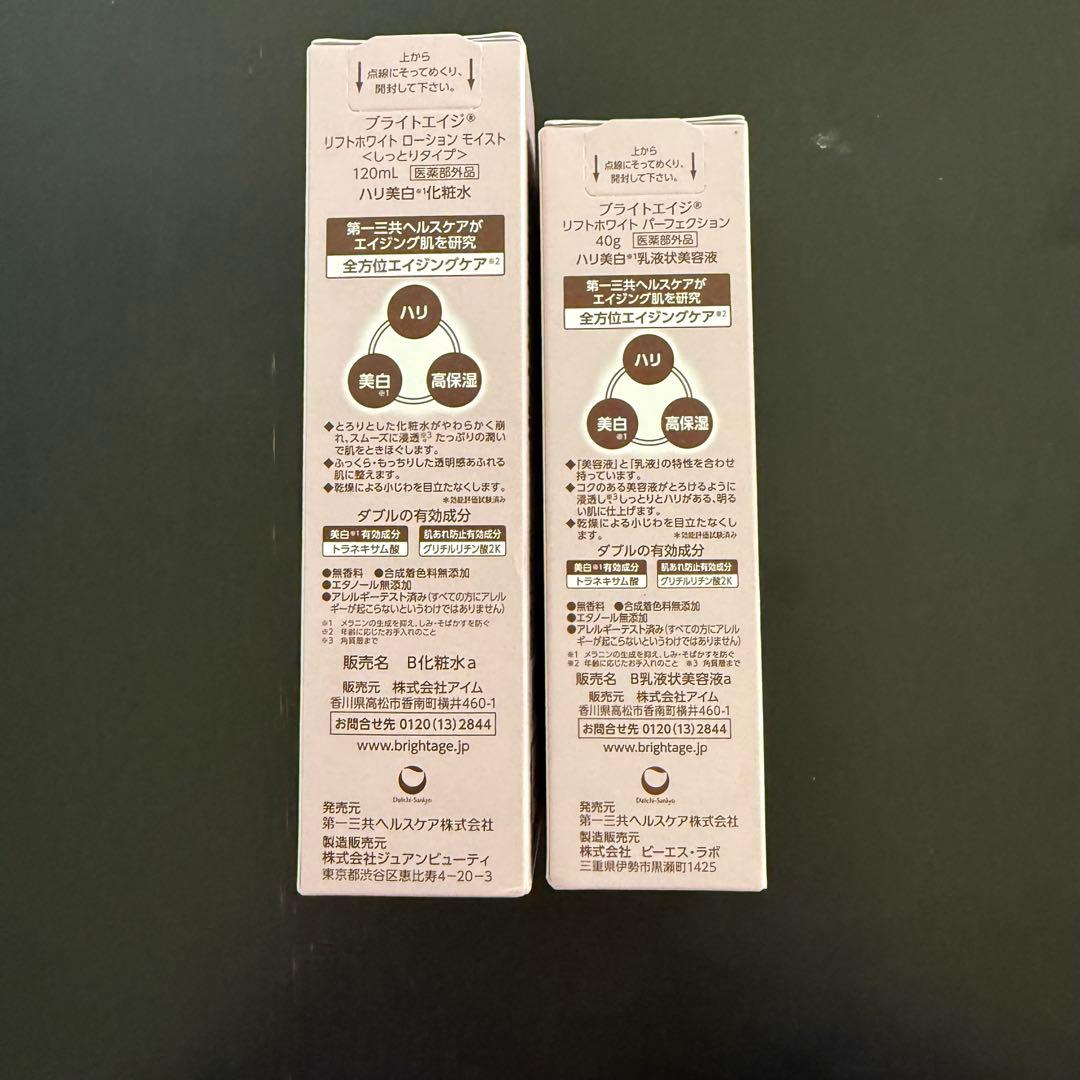 上から
点線にそってめくり、
開封して下さい。
ブライトエイジ®
リフトホワイト ローション モイスト
＜しっとりタイプ＞
120mL 医薬部外品
ハリ美白※1化粧水
第一三共ヘルスケアが
エイジング肌を研究
全方位エイジングケア※2
ハリ
美白※1
高保湿
◆とろりとした化粧水がやわらかく崩
れ、スムーズに浸透※3 たっぷりの潤い
で肌をときほぐします。
◆ふっくら・もっちりした透明感あふれる
肌に整えます。
◆乾燥による小じわを目立たなくします。
＊効能評価試験済み
ダブルの有効成分
美白※1有効成分 肌あれ防止有効成分
トラネキサム酸 グリチルリチン酸2K
●無香料 ●合成着色料無添加
●エタノール無添加
●アレルギーテスト済み(すべての方にアレル
ギーが起こらないというわけではありません)
※1 メラニンの生成を抑え、しみ・そばかすを防ぐ
※2 年齢に応じたお手入れのこと
※3 角質層まで
販売名 B化粧水a
販売元 株式会社アイム
香川県高松市香南町横井460-1
お問合せ先 0120(13)2844
www.brightage.jp
Daiichi-Sankyo
発売元
第一三共ヘルスケア株式会社
製造販売元
株式会社ジュアンビューティ
東京都渋谷区恵比寿4-20-3
上から
点線にそってめくり、
開封して下さい。
ブライトエイジ®
リフトホワイト パーフェクション
40g 医薬部外品
ハリ美白※1乳液状美容液
第一三共ヘルスケアが
エイジング肌を研究
全方位エイジングケア※2
ハリ
美白※1
高保湿
◆「美容液」と「乳液」の特性を合わせ
持っています。
◆コクのある美容液がとろけるように
浸透し※3しっとりとハリがある、明る
い肌に仕上げます。
◆乾燥による小じわを目立たなくし
ます。 ＊効能評価試験済み
ダブルの有効成分
美白※1有効成分 肌あれ防止有効成分
トラネキサム酸 グリチルリチン酸2K
●無香料 ●合成着色料無添加
●エタノール無添加
●アレルギーテスト済み(すべての方にアレル
ギーが起こらないというわけではありません)
※1 メラニンの生成を抑え、しみ・そばかすを防ぐ
※2 年齢に応じたお手入れのこと ※3 角質層まで
販売名 B乳液状美容液a
販売元 株式会社アイム
香川県高松市香南町横井460-1
お問合せ先 0120(13)2844
www.brightage.jp
Daiichi-Sankyo
発売元
第一三共ヘルスケア株式会社
製造販売元
株式会社 ピーエス・ラボ
三重県伊勢市黒瀬町1425